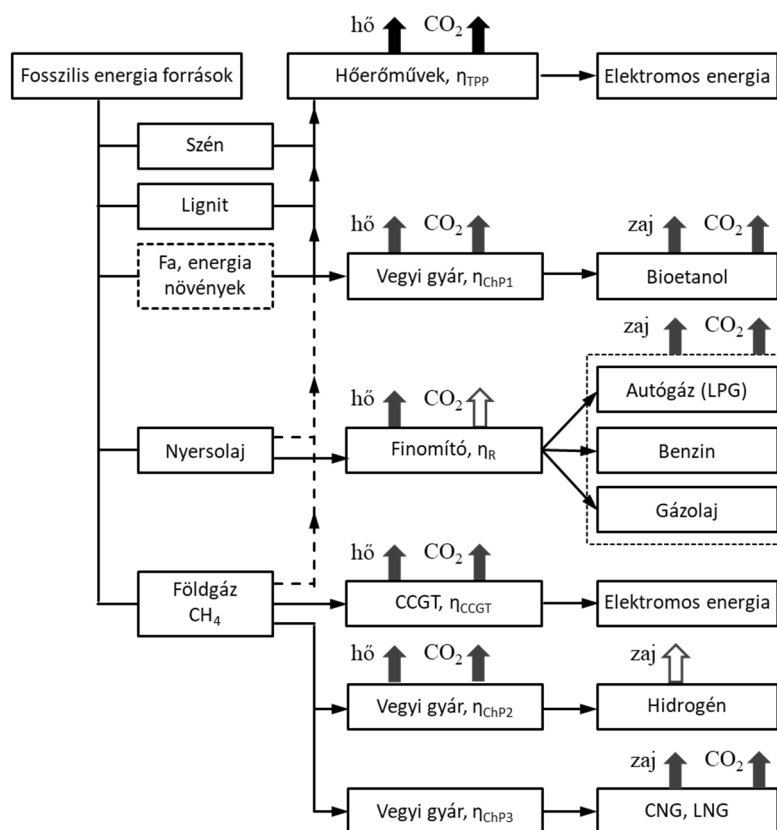 hő CO₂
Fosszilis energia források
Hőerőművek, ηTPP
Elektromos energia
Szén
Lignit
hő CO₂
zaj CO₂
Fa, energia
növények
Vegyi gyár, ηChP1
Bioetanol
zaj CO₂
hő CO₂
Autógáz (LPG)
Nyersolaj
Finomító, ηR
Benzin
Gázolaj
hő CO₂
Földgáz
CH₄
CCGT, ηCCGT
Elektromos energia
hő CO₂
zaj
Vegyi gyár, ηChP2
Hidrogén
zaj CO₂
Vegyi gyár, ηChP3
CNG, LNG